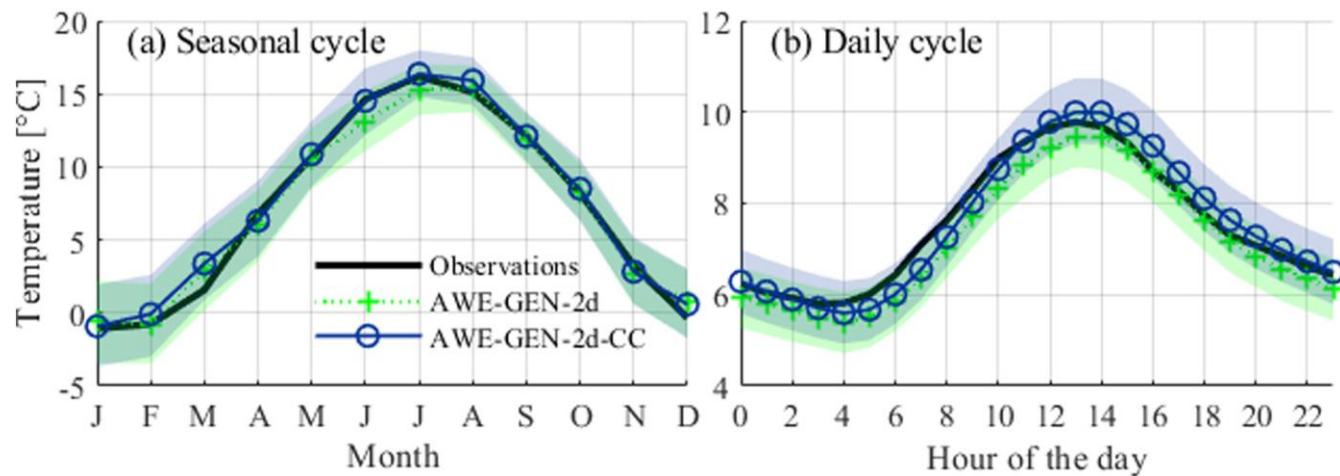 (a) Seasonal cycle
20
15
10
5
0
-5
Temperature [°C]
Observations
AWE-GEN-2d
AWE-GEN-2d-CC
J F M A M J J A S O N D
Month
(b) Daily cycle
12
10
8
6
4
0 2 4 6 8 10 12 14 16 18 20 22
Hour of the day